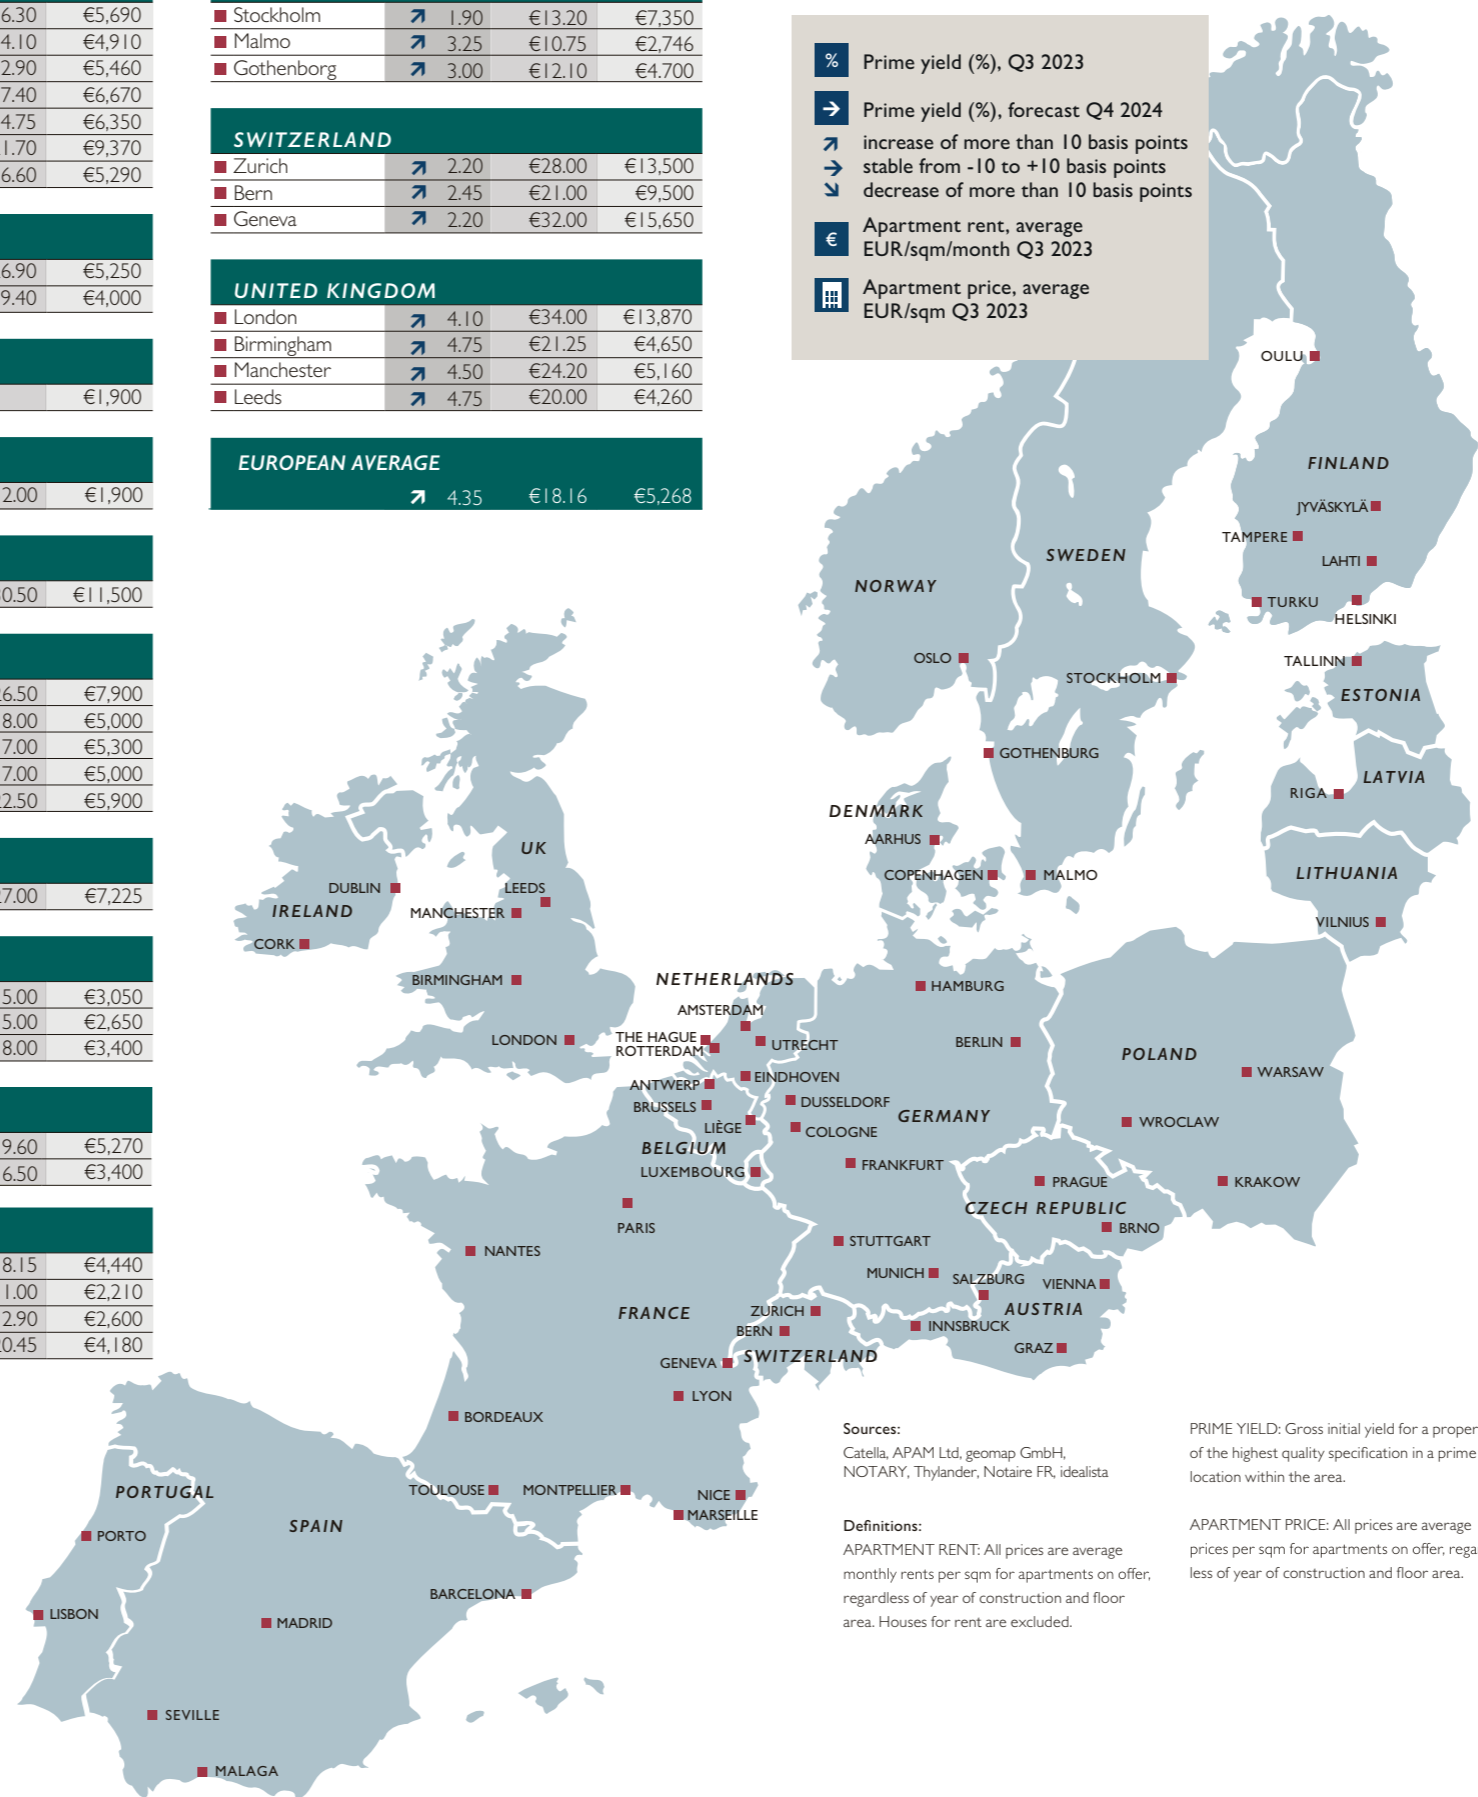 6.30 €5,690
4.10 €4,910
2.90 €5,460
7.40 €6,670
4.75 €6,350
1.70 €9,370
6.60 €5,290
6.90 €5,250
9.40 €4,000
€1,900
2.00 €1,900
0.50 €11,500
26.50 €7,900
8.00 €5,000
7.00 €5,300
7.00 €5,000
22.50 €5,900
27.00 €7,225
5.00 €3,050
5.00 €2,650
8.00 €3,400
9.60 €5,270
6.50 €3,400
8.15 €4,440
1.00 €2,210
2.90 €2,600
20.45 €4,180
Stockholm 1.90 €13.20 €7,350
Malmo 3.25 €10.75 €2,746
Gothenborg 3.00 €12.10 €4.700
SWITZERLAND
Zurich 2.20 €28.00 €13,500
Bern 2.45 €21.00 €9,500
Geneva 2.20 €32.00 €15,650
UNITED KINGDOM
London 4.10 €34.00 €13,870
Birmingham 4.75 €21.25 €4,650
Manchester 4.50 €24.20 €5,160
Leeds 4.75 €20.00 €4,260
EUROPEAN AVERAGE
4.35 €18.16 €5,268
% Prime yield (%), Q3 2023
Prime yield (%), forecast Q4 2024
increase of more than 10 basis points
stable from -10 to +10 basis points
decrease of more than 10 basis points
€ Apartment rent, average
EUR/sqm/month Q3 2023
Apartment price, average
EUR/sqm Q3 2023
OULU
FINLAND
JYVÄSKYLÄ
TAMPERE
LAHTI
TURKU
HELSINKI
SWEDEN
NORWAY
OSLO
STOCKHOLM
GOTHENBURG
TALLINN
ESTONIA
LATVIA
RIGA
LITHUANIA
VILNIUS
DENMARK
AARHUS
COPENHAGEN
MALMO
UK
LEEDS
DUBLIN
IRELAND
MANCHESTER
CORK
BIRMINGHAM
LONDON
NETHERLANDS
AMSTERDAM
THE HAGUE
ROTTERDAM
UTRECHT
EINDHOVEN
ANTWERP
BRUSSELS
LIÈGE
BELGIUM
LUXEMBOURG
HAMBURG
BERLIN
DUSSELDORF
GERMANY
COLOGNE
FRANKFURT
STUTTGART
MUNICH
POLAND
WARSAW
WROCLAW
KRAKOW
PRAGUE
CZECH REPUBLIC
BRNO
SALZBURG
VIENNA
AUSTRIA
INNSBRUCK
GRAZ
PARIS
NANTES
FRANCE
ZURICH
BERN
SWITZERLAND
GENEVA
LYON
BORDEAUX
TOULOUSE
MONTPELLIER
NICE
MARSEILLE
PORTUGAL
SPAIN
PORTO
LISBON
BARCELONA
MADRID
SEVILLE
MALAGA
Sources:
Catella, APAM Ltd, geomap GmbH,
NOTARY, Thylander, Notaire FR, idealista
Definitions:
APARTMENT RENT: All prices are average
monthly rents per sqm for apartments on offer,
regardless of year of construction and floor
area. Houses for rent are excluded.
PRIME YIELD: Gross initial yield for a proper
of the highest quality specification in a prime
location within the area.
APARTMENT PRICE: All prices are average
prices per sqm for apartments on offer, rega
less of year of construction and floor area.